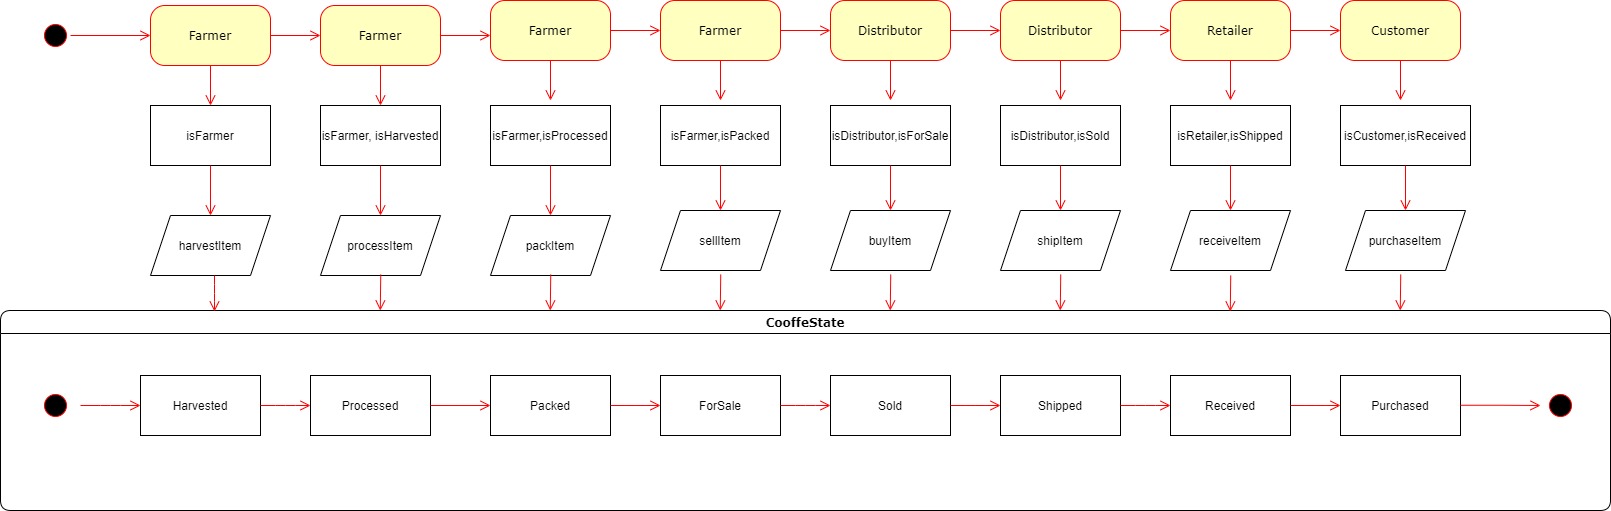 Farmer
Farmer
Farmer
Farmer
Distributor
Distributor
Retailer
Customer
isFarmer
isFarmer, isHarvested
isFarmer,isProcessed
isFarmer,isPacked
isDistributor,isForSale
isDistributor,isSold
isRetailer,isShipped
isCustomer,isReceived
harvestItem
processItem
packItem
sellItem
buyItem
shipItem
receiveItem
purchaseItem
CooffeState
Harvested
Processed
Packed
ForSale
Sold
Shipped
Received
Purchased